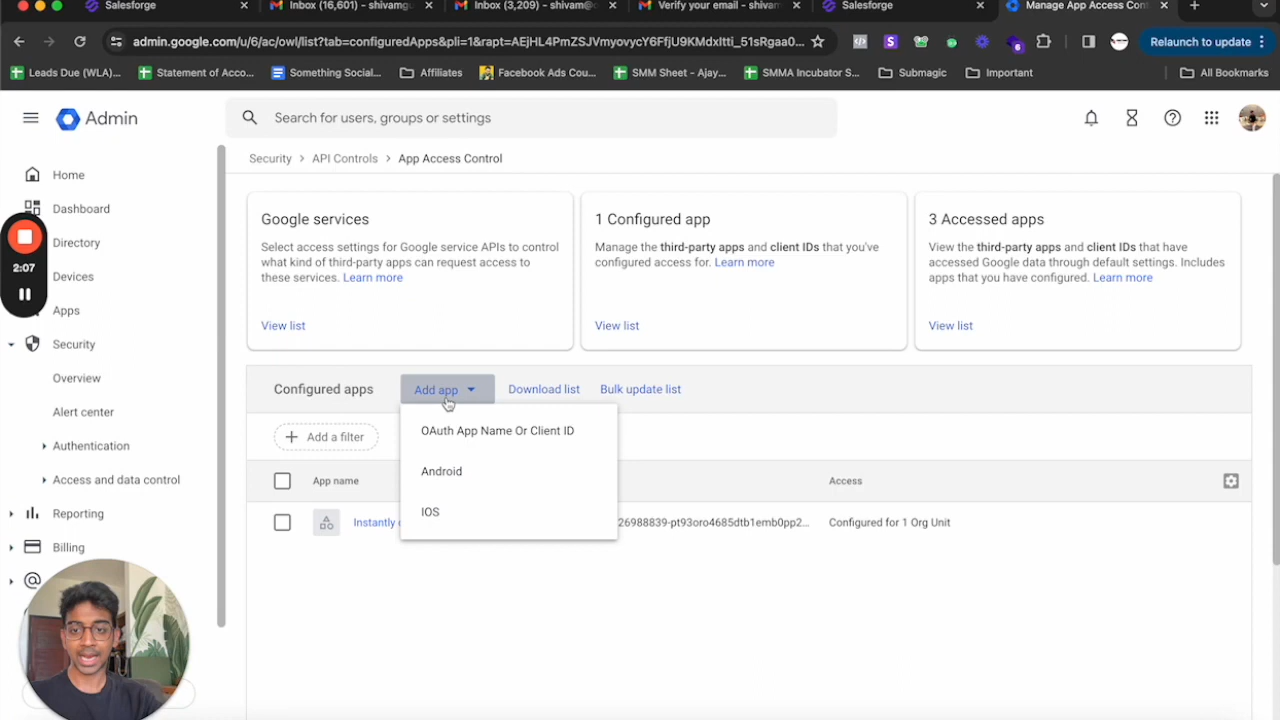 Salesforge
Inbox (16,601) - shivamgu
Inbox (3,209) - shivam@
Verify your email - shivam
Salesforge
Manage App Access Cont
admin.google.com/u/6/ac/owl/list?tab=configuredApps&pli=1&rapt=AEjHL4PmZSJVmyovycY6FfjU9KMdxItti_51sRgaa0...
Relaunch to update
Leads Due (WLA)...
Statement of Acco...
Something Social...
Affiliates
Facebook Ads Cou...
SMM Sheet - Ajay...
SMMA Incubator S...
Submagic
Important
All Bookmarks
Admin
Search for users, groups or settings
Home
Dashboard
Directory
Devices
Apps
Security
Overview
Alert center
Authentication
Access and data control
Reporting
Billing
2:07
Security > API Controls > App Access Control
Google services
Select access settings for Google service APIs to control
what kind of third-party apps can request access to
these services. Learn more
View list
1 Configured app
Manage the third-party apps and client IDs that you've
configured access for. Learn more
View list
3 Accessed apps
View the third-party apps and client IDs that have
accessed Google data through default settings. Includes
apps that you have configured. Learn more
View list
Configured apps
Add app
Download list
Bulk update list
Add a filter
OAuth App Name Or Client ID
Android
IOS
App name
Access
Instantly
26988839-pt93oro4685dtb1emb0pp2...
Configured for 1 Org Unit